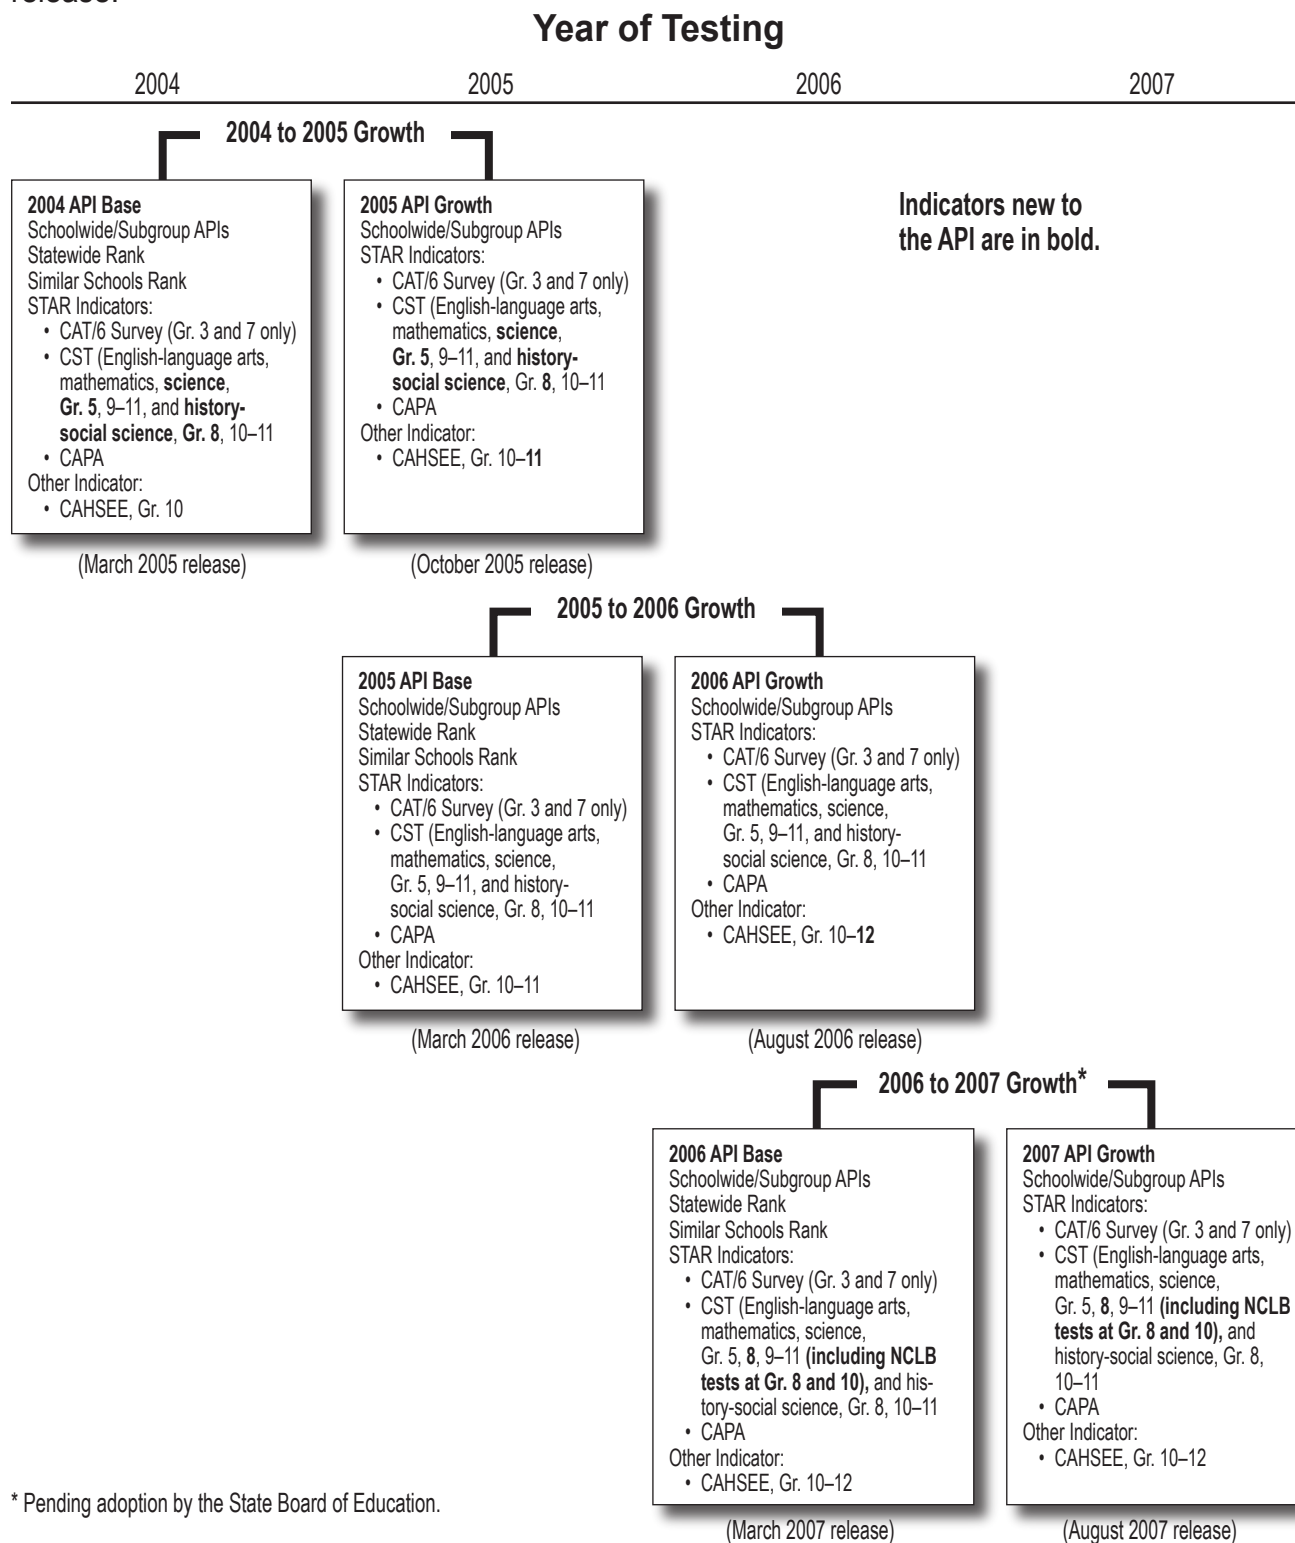 release.
Year of Testing
2004 2005 2006 2007
2004 to 2005 Growth
2004 API Base
Schoolwide/Subgroup APIs
Statewide Rank
Similar Schools Rank
STAR Indicators:
• CAT/6 Survey (Gr. 3 and 7 only)
• CST (English-language arts,
mathematics, science,
Gr. 5, 9–11, and history-
social science, Gr. 8, 10–11
• CAPA
Other Indicator:
• CAHSEE, Gr. 10
(March 2005 release)
2005 API Growth
Schoolwide/Subgroup APIs
STAR Indicators:
• CAT/6 Survey (Gr. 3 and 7 only)
• CST (English-language arts,
mathematics, science,
Gr. 5, 9–11, and history-
social science, Gr. 8, 10–11
• CAPA
Other Indicator:
• CAHSEE, Gr. 10–11
(October 2005 release)
Indicators new to
the API are in bold.
2005 to 2006 Growth
2005 API Base
Schoolwide/Subgroup APIs
Statewide Rank
Similar Schools Rank
STAR Indicators:
• CAT/6 Survey (Gr. 3 and 7 only)
• CST (English-language arts,
mathematics, science,
Gr. 5, 9–11, and history-
social science, Gr. 8, 10–11
• CAPA
Other Indicator:
• CAHSEE, Gr. 10–11
(March 2006 release)
2006 API Growth
Schoolwide/Subgroup APIs
STAR Indicators:
• CAT/6 Survey (Gr. 3 and 7 only)
• CST (English-language arts,
mathematics, science,
Gr. 5, 9–11, and history-
social science, Gr. 8, 10–11
• CAPA
Other Indicator:
• CAHSEE, Gr. 10–12
(August 2006 release)
2006 to 2007 Growth*
2006 API Base
Schoolwide/Subgroup APIs
Statewide Rank
Similar Schools Rank
STAR Indicators:
• CAT/6 Survey (Gr. 3 and 7 only)
• CST (English-language arts,
mathematics, science,
Gr. 5, 8, 9–11 (including NCLB
tests at Gr. 8 and 10), and his-
tory-social science, Gr. 8, 10–11
• CAPA
Other Indicator:
• CAHSEE, Gr. 10–12
(March 2007 release)
2007 API Growth
Schoolwide/Subgroup APIs
STAR Indicators:
• CAT/6 Survey (Gr. 3 and 7 only)
• CST (English-language arts,
mathematics, science,
Gr. 5, 8, 9–11 (including NCLB
tests at Gr. 8 and 10), and
history-social science, Gr. 8,
10–11
• CAPA
Other Indicator:
• CAHSEE, Gr. 10–12
(August 2007 release)
* Pending adoption by the State Board of Education.